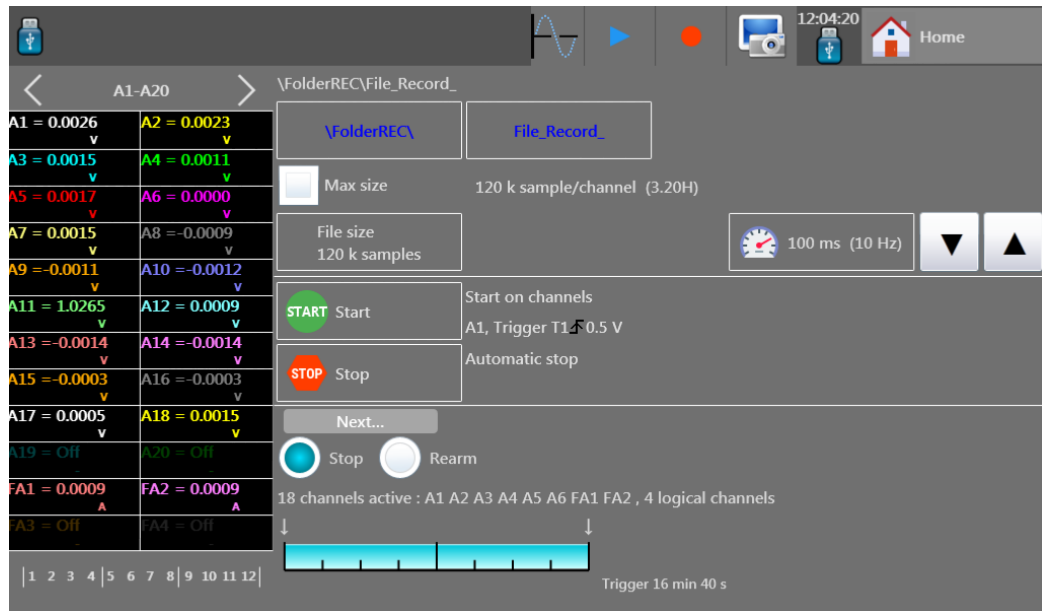 12:04:20
Home
A1-A20
\FolderREC\File_Record_
A1 = 0.0026
V
A2 = 0.0023
V
A3 = 0.0015
V
A4 = 0.0011
V
A5 = 0.0017
V
A6 = 0.0000
V
A7 = 0.0015
V
A8 =-0.0009
V
A9 =-0.0011
V
A10 =-0.0012
V
A11 = 1.0265
V
A12 = 0.0009
V
A13 =-0.0014
V
A14 =-0.0014
V
A15 =-0.0003
V
A16 =-0.0003
V
A17 = 0.0005
V
A18 = 0.0015
V
A19 = Off
-
A20 = Off
-
FA1 = 0.0009
A
FA2 = 0.0009
A
FA3 = Off
-
FA4 = Off
-
1 2 3 4 5 6 7 8 9 10 11 12
\FolderREC\
File_Record_
Max size
120 k sample/channel (3.20H)
File size
120 k samples
100 ms (10 Hz)
START Start
Start on channels
A1, Trigger T1 0.5 V
STOP Stop
Automatic stop
Next...
Stop
Rearm
18 channels active : A1 A2 A3 A4 A5 A6 FA1 FA2 , 4 logical channels
Trigger 16 min 40 s